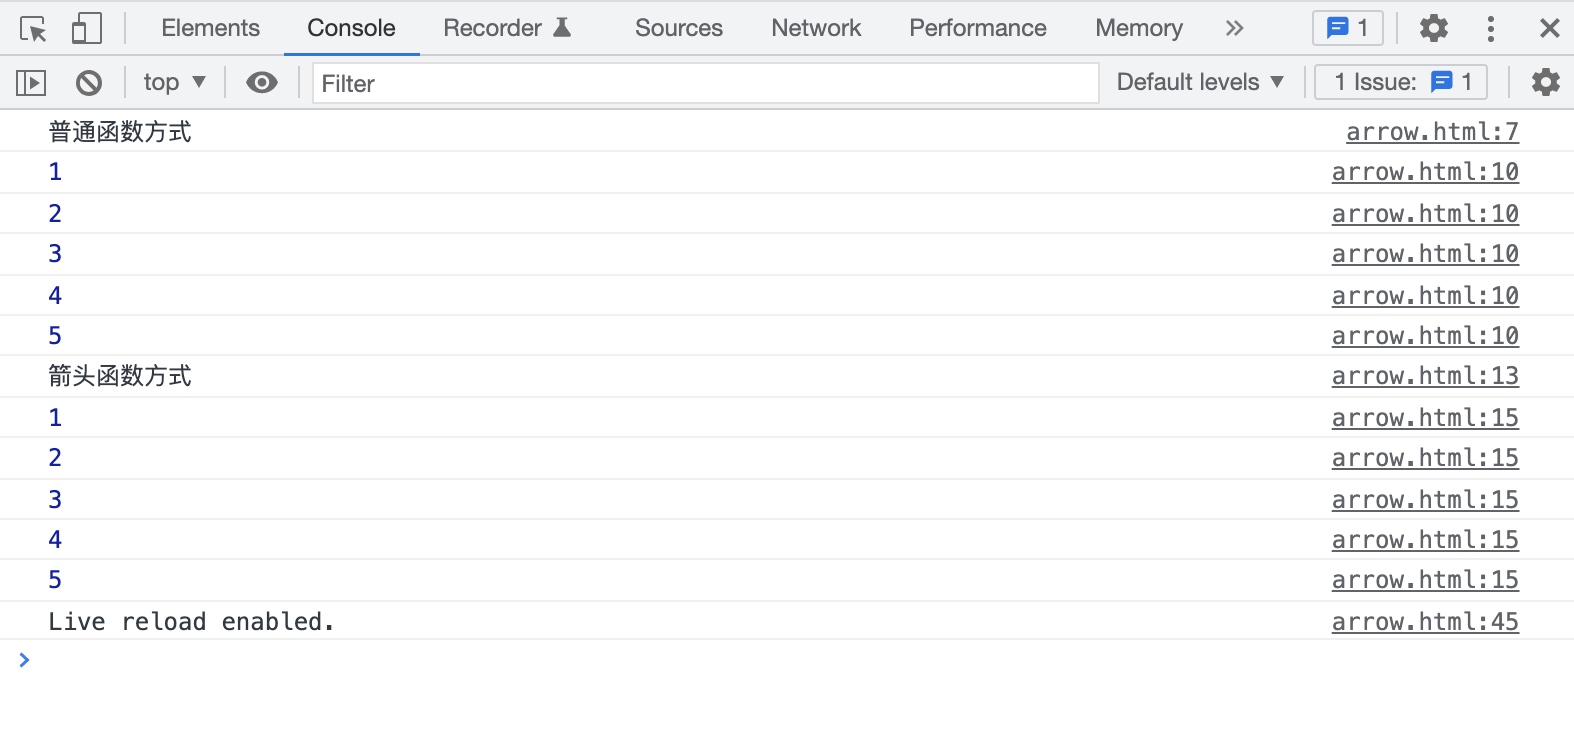 Elements Console Recorder Sources Network Performance Memory 1
top Filter Default levels 1 Issue: 1
普通函数方式 arrow.html:7
1 arrow.html:10
2 arrow.html:10
3 arrow.html:10
4 arrow.html:10
5 arrow.html:10
箭头函数方式 arrow.html:13
1 arrow.html:15
2 arrow.html:15
3 arrow.html:15
4 arrow.html:15
5 arrow.html:15
Live reload enabled. arrow.html:45